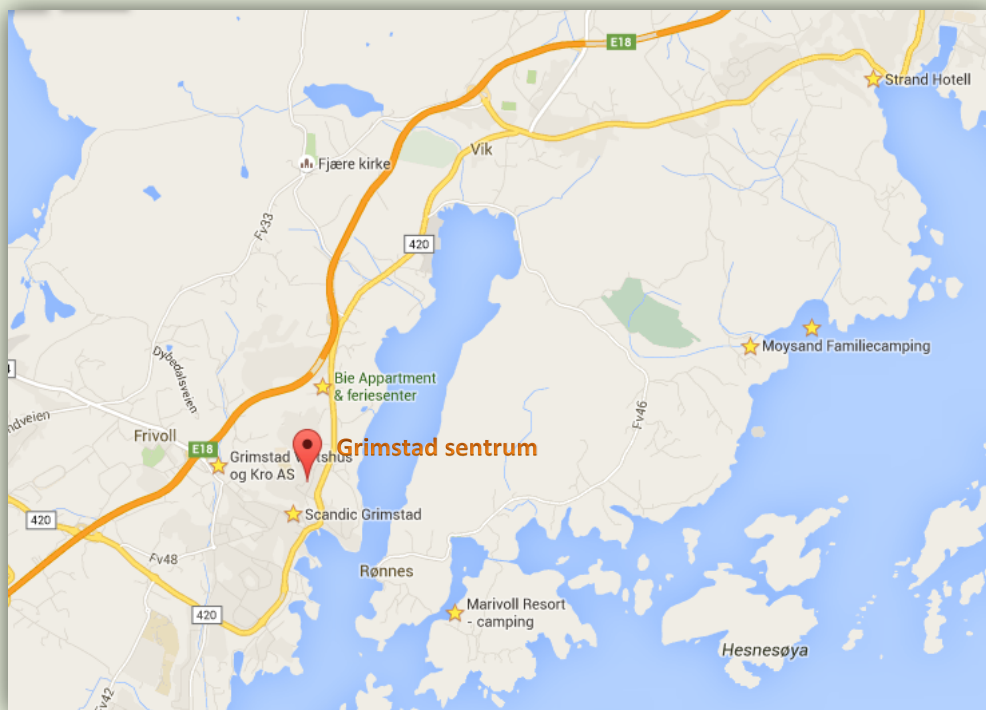 E18
Strand Hotell
Vik
Fjære kirke
Fv33
420
Moysand Familiecamping
Dybedalsveien
Bie Appartment
& feriesenter
ndveien
Fv46
Frivoll
E18
Grimstad sentrum
Grimstad
og Kro AS
420
Scandic Grimstad
Fv48
Rønnes
420
Marivoll Resort
- camping
Hesnesøya
Fv42